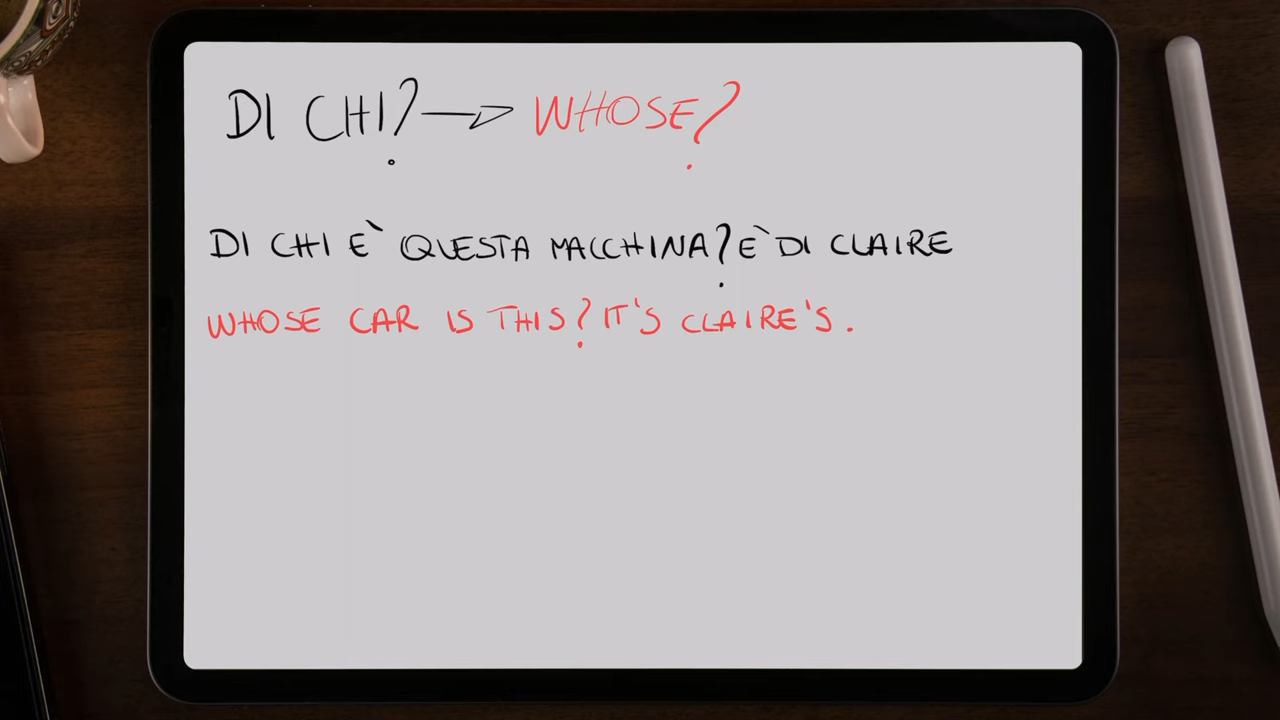 DI CHI? → WHOSE?
DI CHI È QUESTA MACCHINA? È DI CLAIRE
WHOSE CAR IS THIS? IT'S CLAIRE'S.